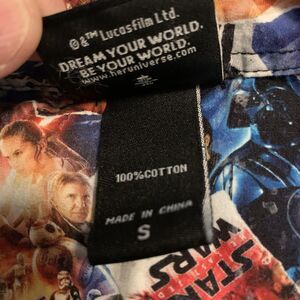 ©&™ Lucasfilm Ltd.
DREAM YOUR WORLD.
BE YOUR WORLD.
www.heruniverse.com
100%COTTON
MADE IN CHINA
S
STAR
WARS